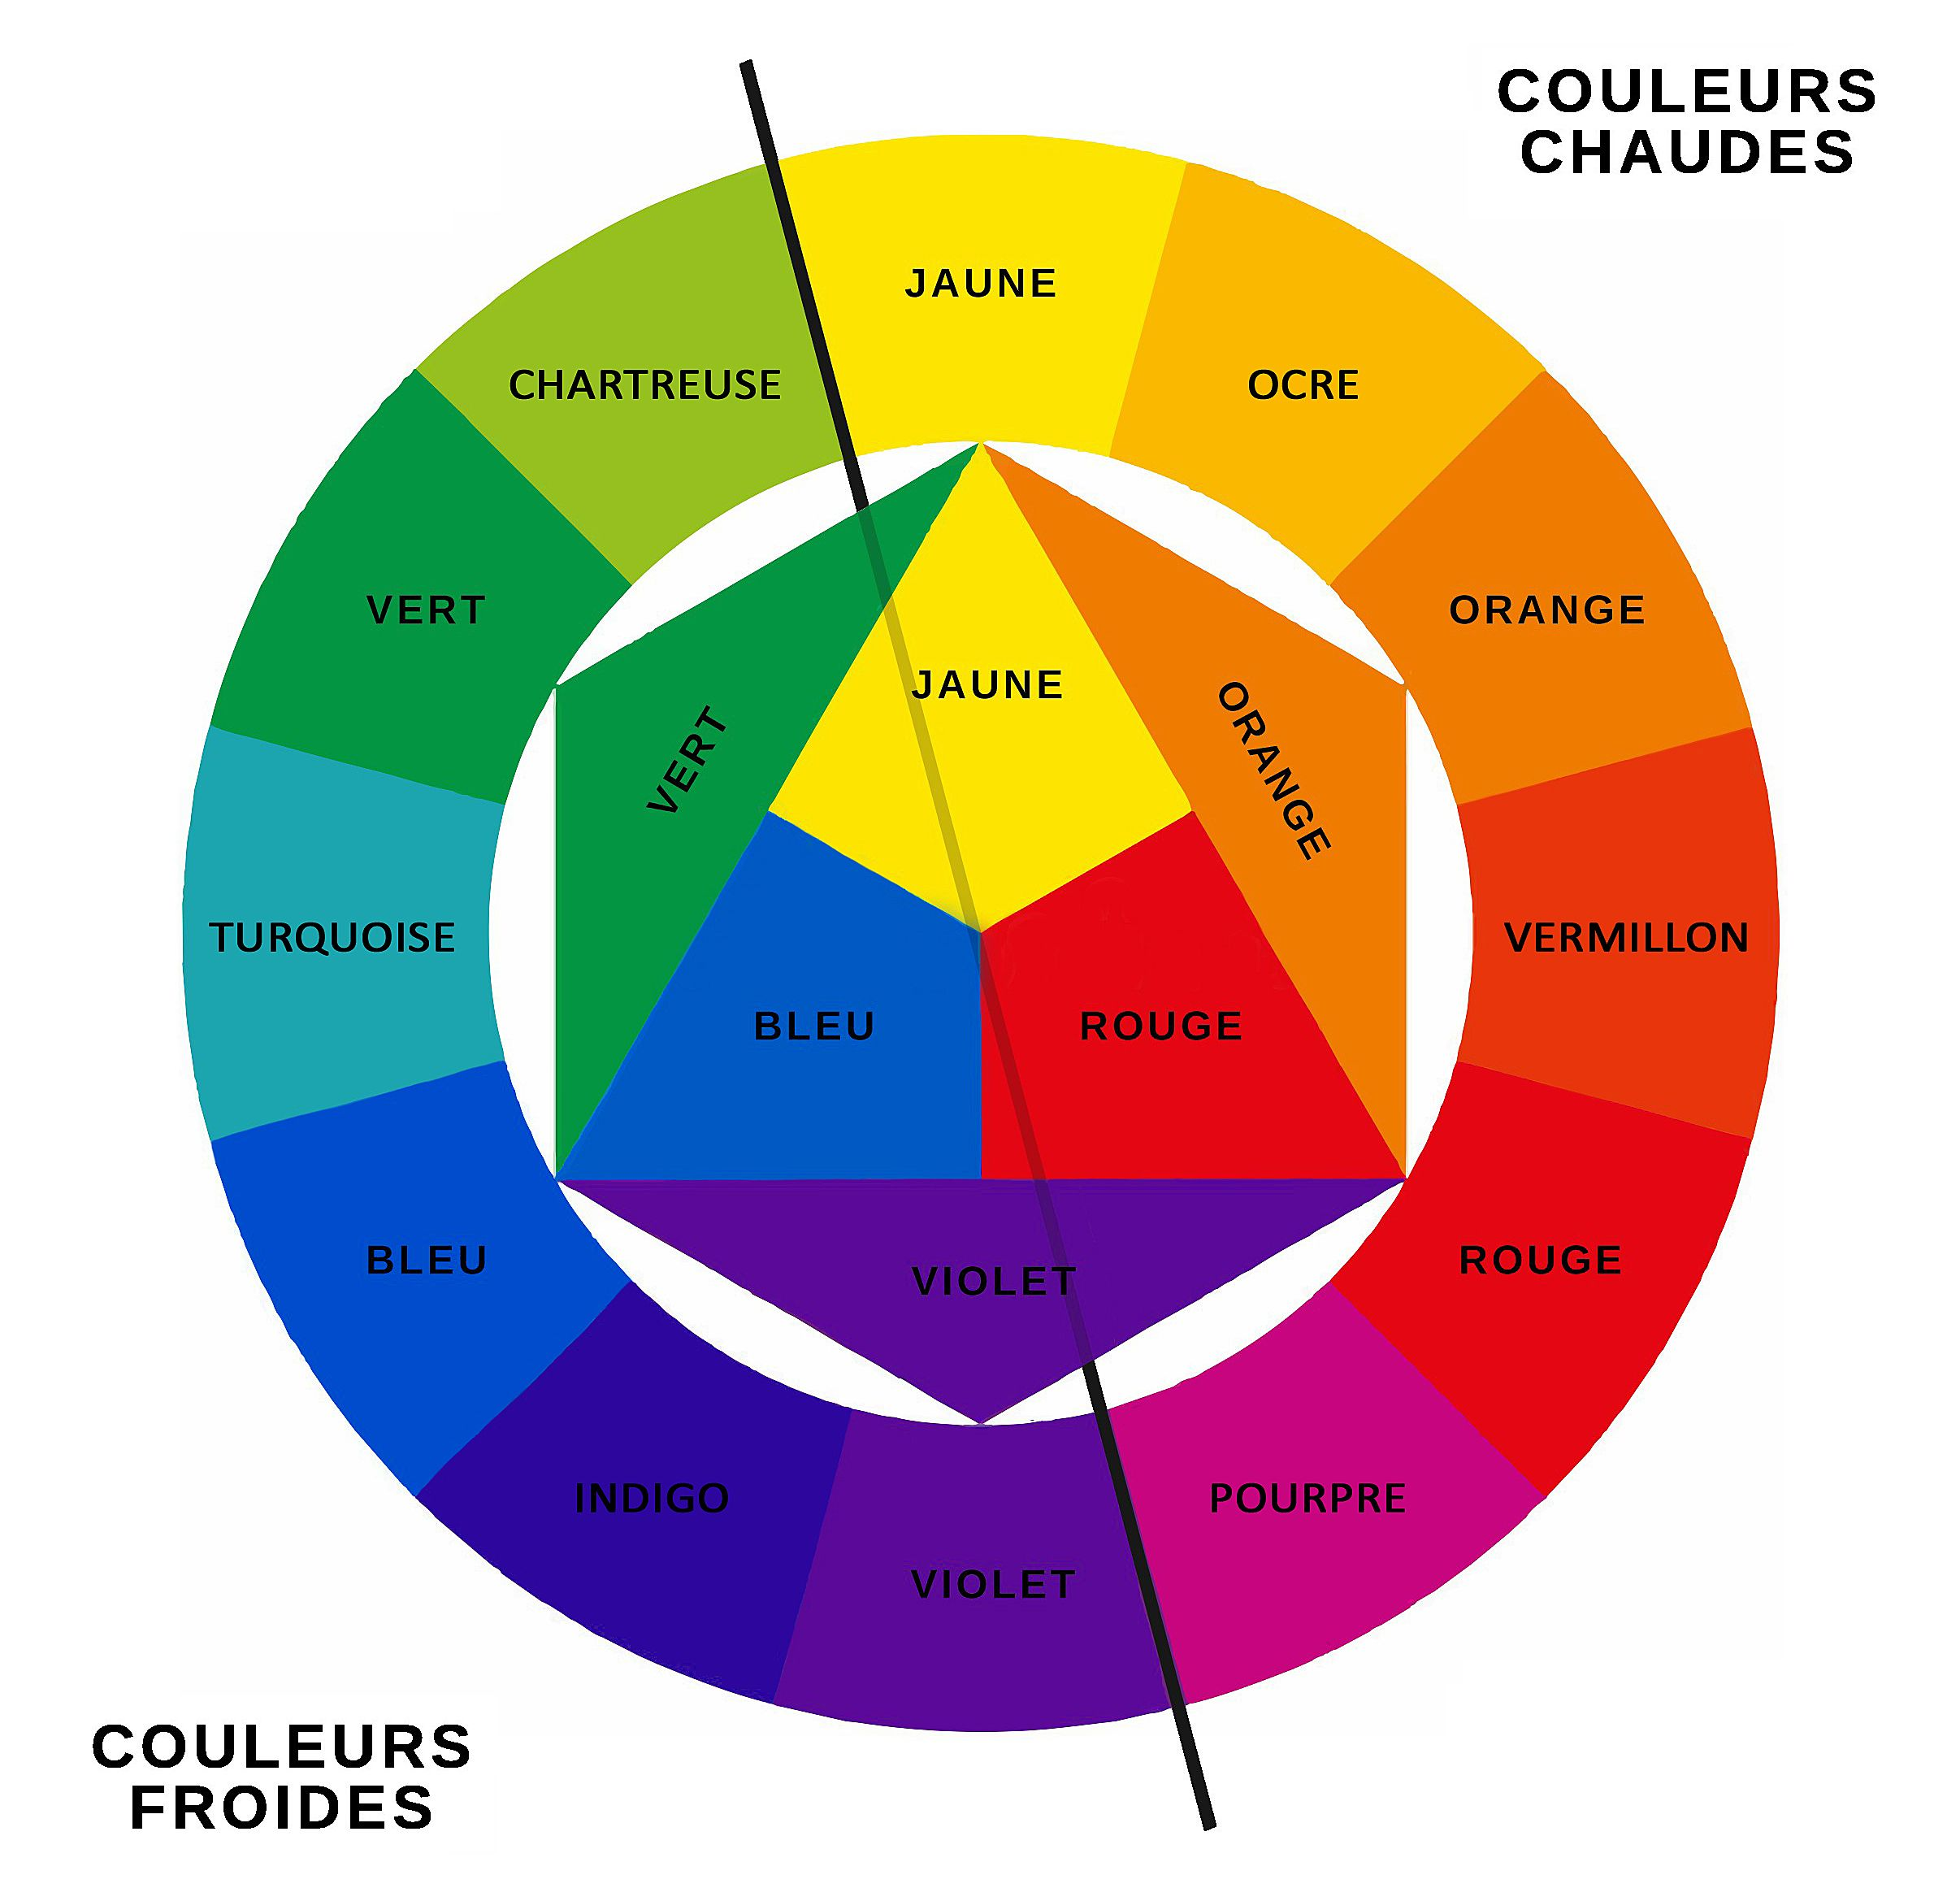 COULEURS
CHAUDES
JAUNE
CHARTREUSE
OCRE
VERT
ORANGE
JAUNE
VERT
ORANGE
TURQUOISE
VERMILLON
BLEU
ROUGE
BLEU
ROUGE
VIOLET
INDIGO
POURPRE
VIOLET
COULEURS
FROIDES